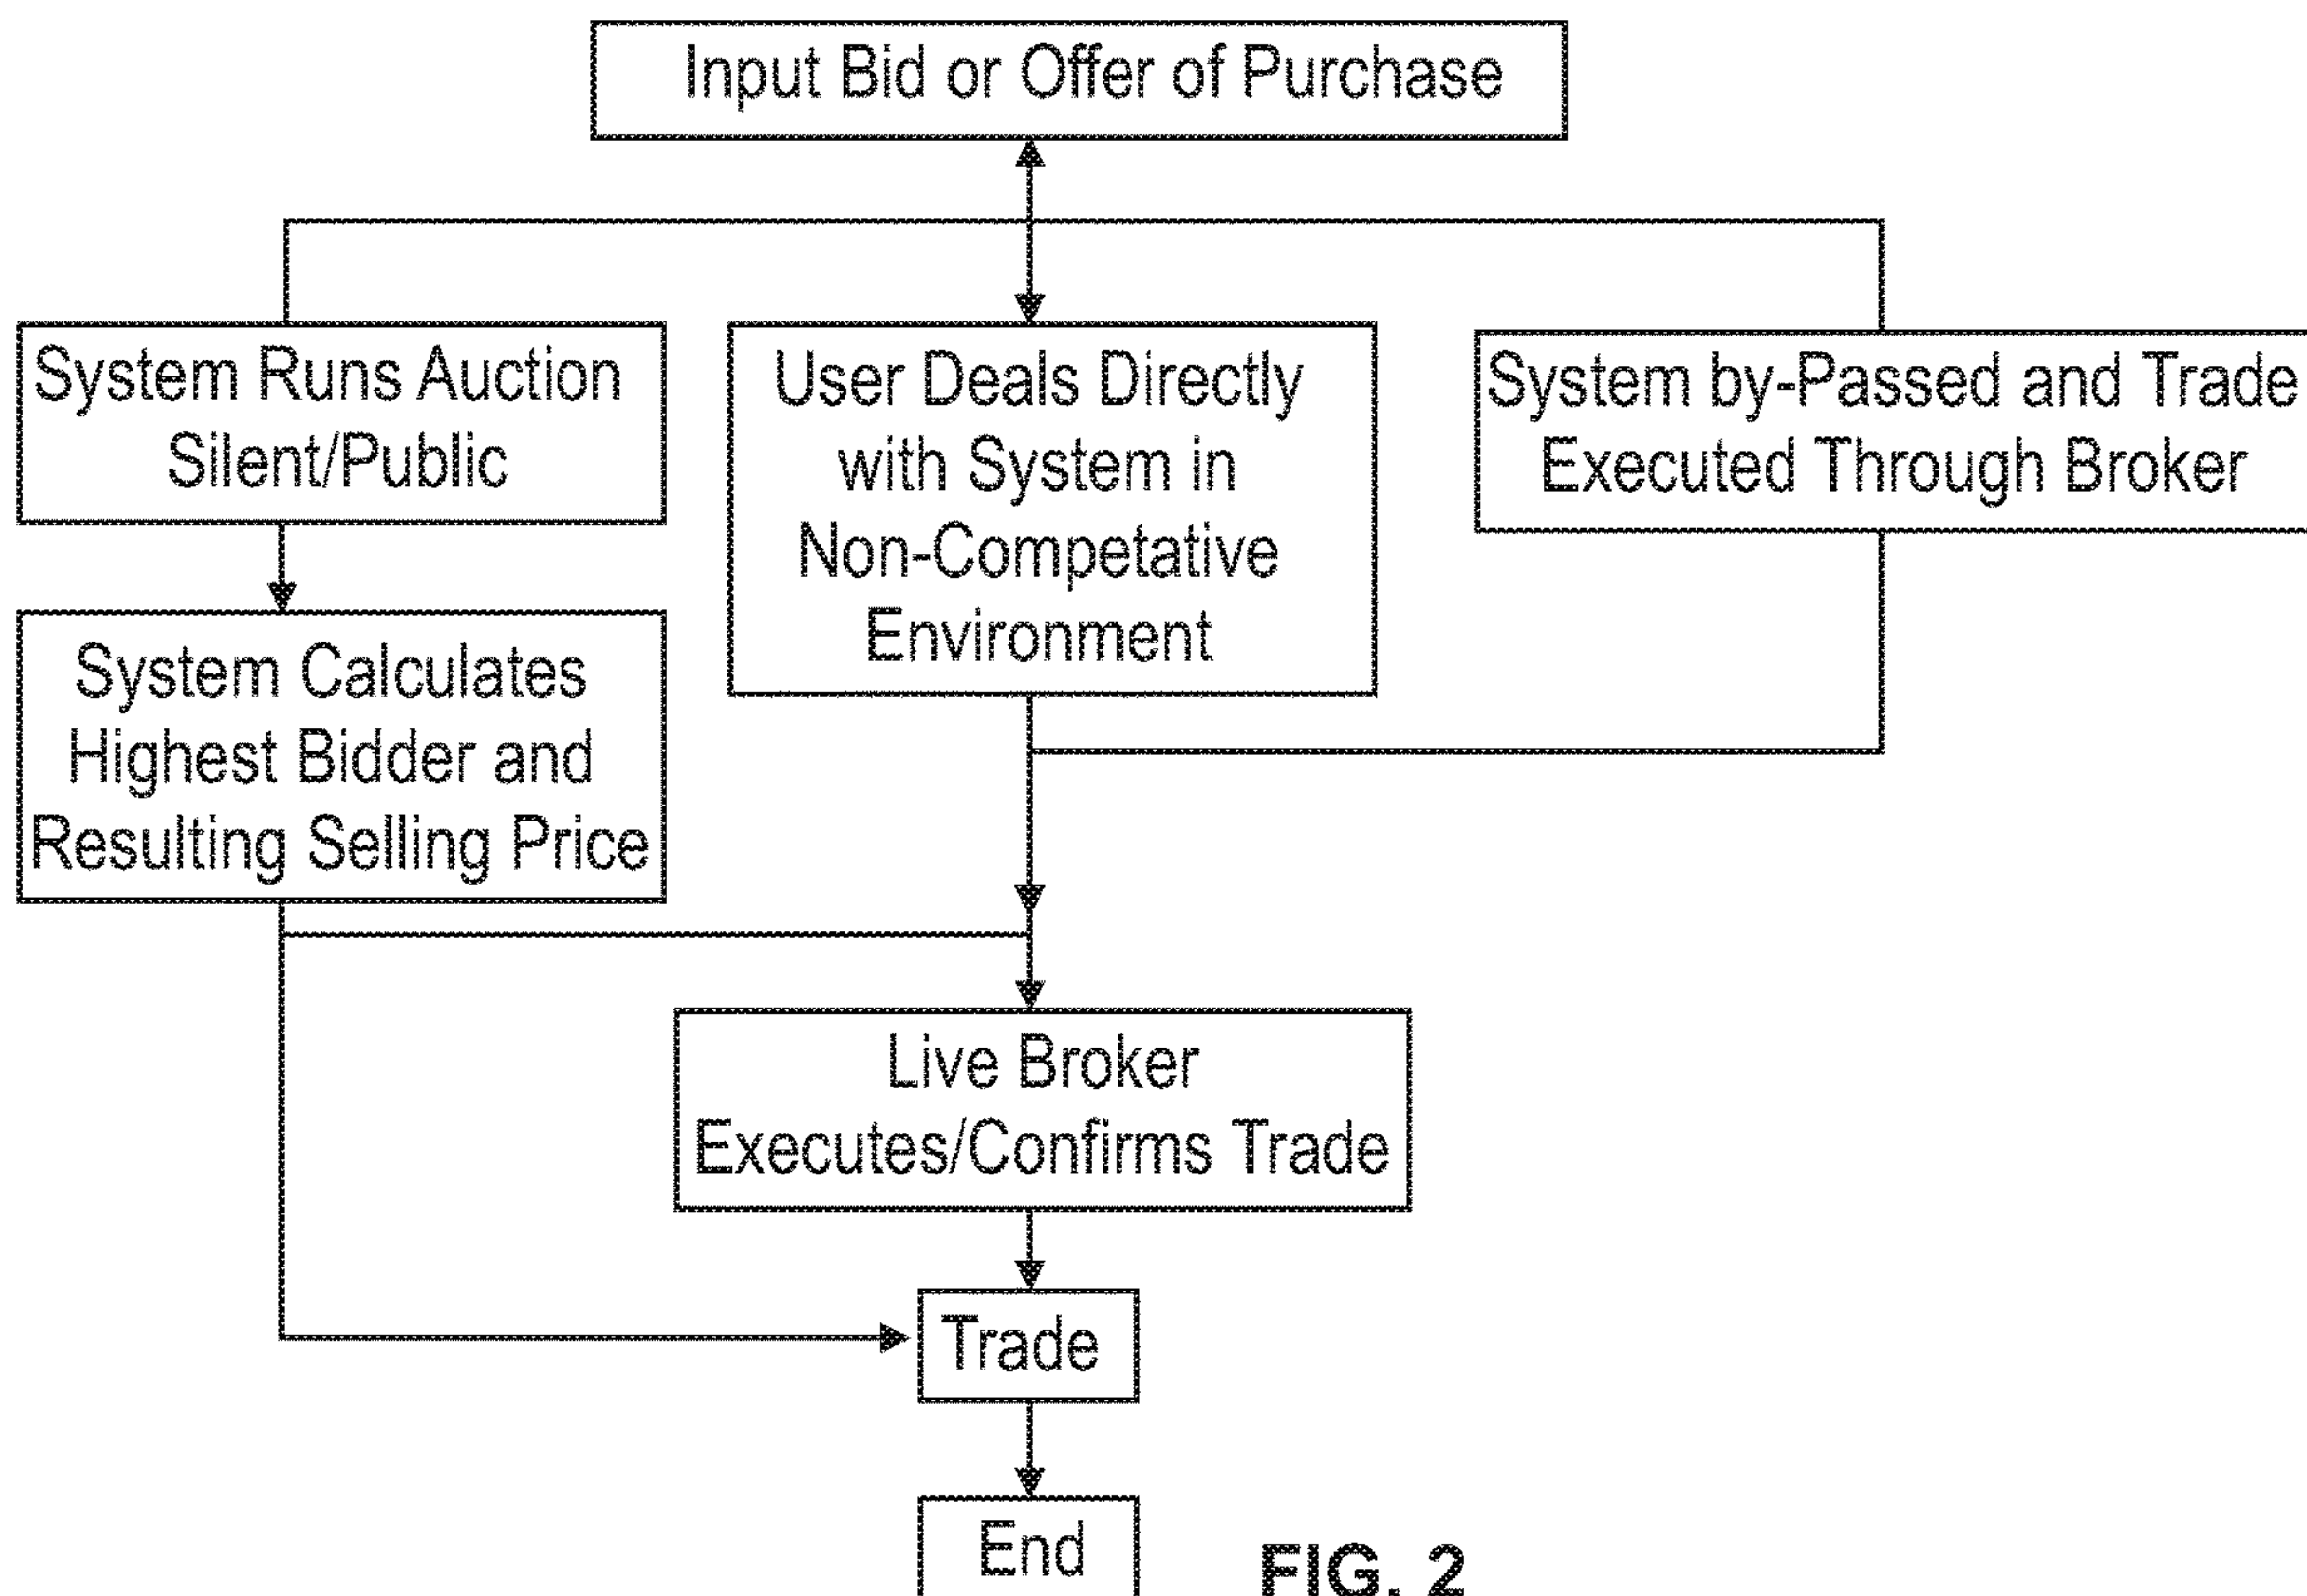 Input Bid or Offer of Purchase
System Runs Auction
Silent/Public
User Deals Directly
with System in
Non-Competative
Environment
System by-Passed and Trade
Executed Through Broker
System Calculates
Highest Bidder and
Resulting Selling Price
Live Broker
Executes/Confirms Trade
Trade
End
FIG. 2